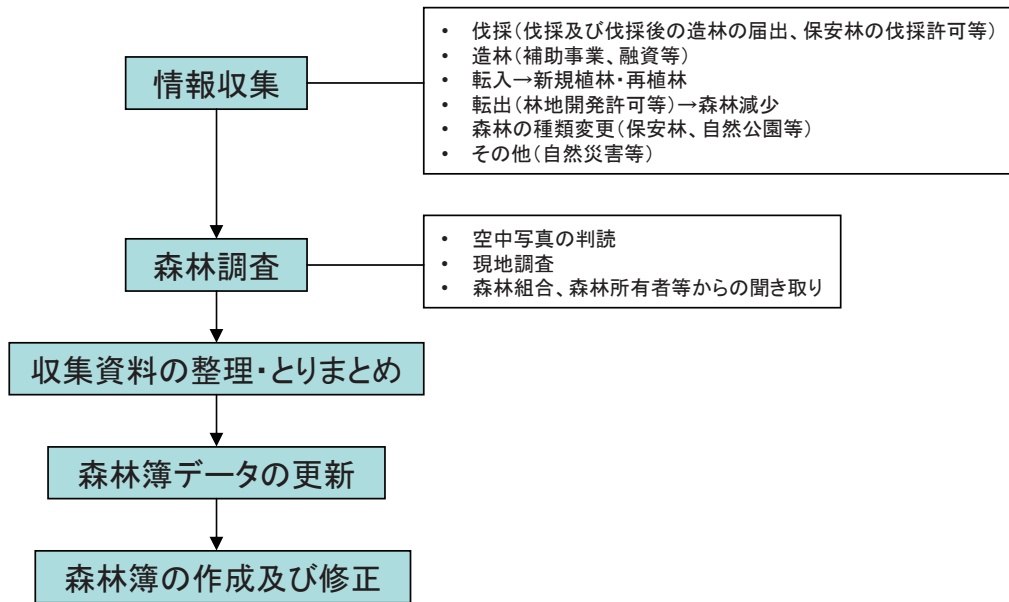 情報収集
・ 伐採(伐採及び伐採後の造林の届出、保安林の伐採許可等)
・ 造林(補助事業、融資等)
・ 転入→新規植林・再植林
・ 転出(林地開発許可等)→森林減少
・ 森林の種類変更(保安林、自然公園等)
・ その他(自然災害等)
森林調査
・ 空中写真の判読
・ 現地調査
・ 森林組合、森林所有者等からの聞き取り
収集資料の整理・とりまとめ
森林簿データの更新
森林簿の作成及び修正